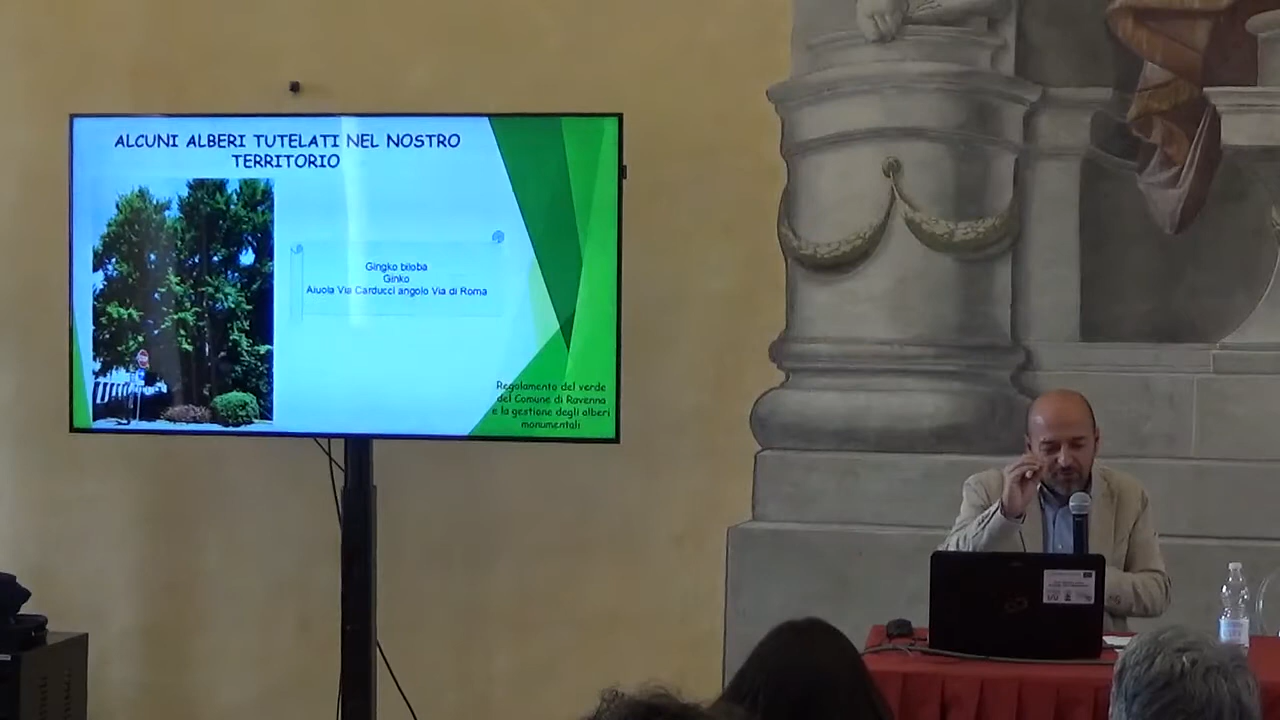 ALCUNI ALBERI TUTELATI NEL NOSTRO
TERRITORIO
Gingko biloba
Ginko
Aiuola Via Carducci angolo Via di Roma
Regolamento del verde
del Comune di Ravenna
e la gestione degli alberi
monumentali